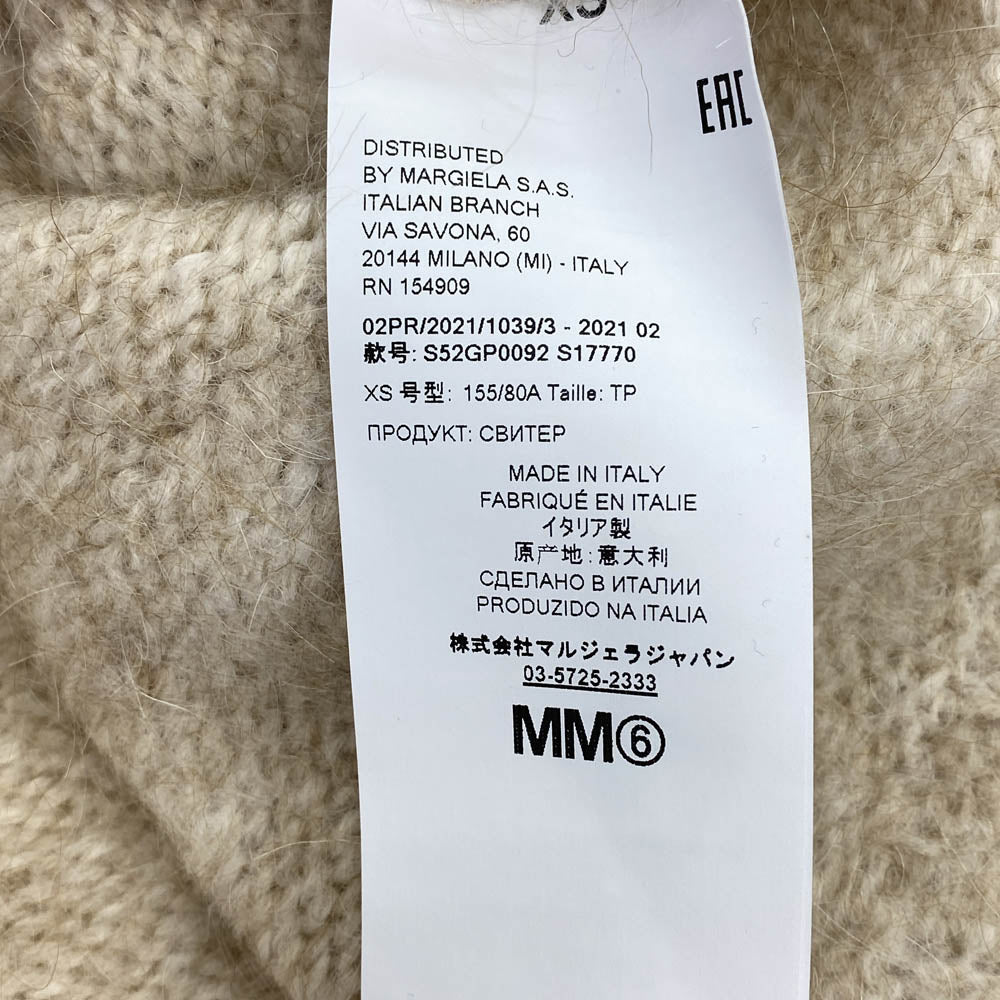 XS
EAC
DISTRIBUTED
BY MARGIELA S.A.S.
ITALIAN BRANCH
VIA SAVONA, 60
20144 MILANO (MI) - ITALY
RN 154909
02PR/2021/1039/3 - 2021 02
款号: S52GP0092 S17770
XS 号型: 155/80A Taille: TP
ПРОДУКТ: СВИТЕР
MADE IN ITALY
FABRIQUÉ EN ITALIE
イタリア製
原产地:意大利
СДЕЛАНО В ИТАЛИИ
PRODUZIDO NA ITALIA
株式会社マルジェラジャパン
03-5725-2333
MM⑥